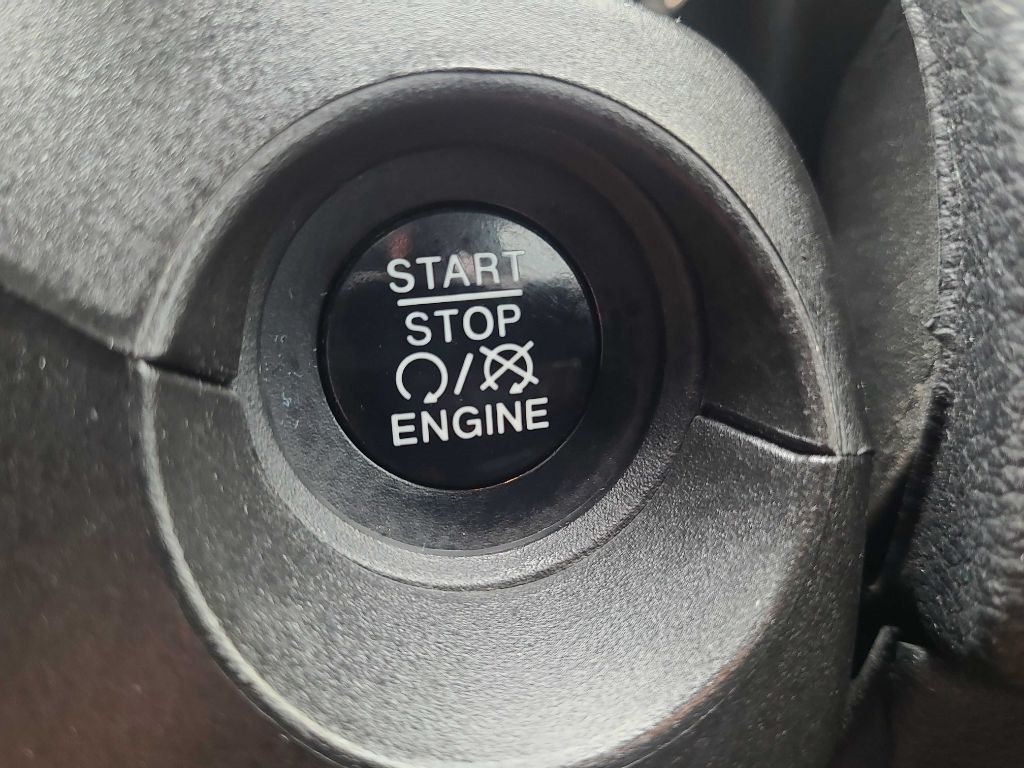 START
STOP
/
ENGINE